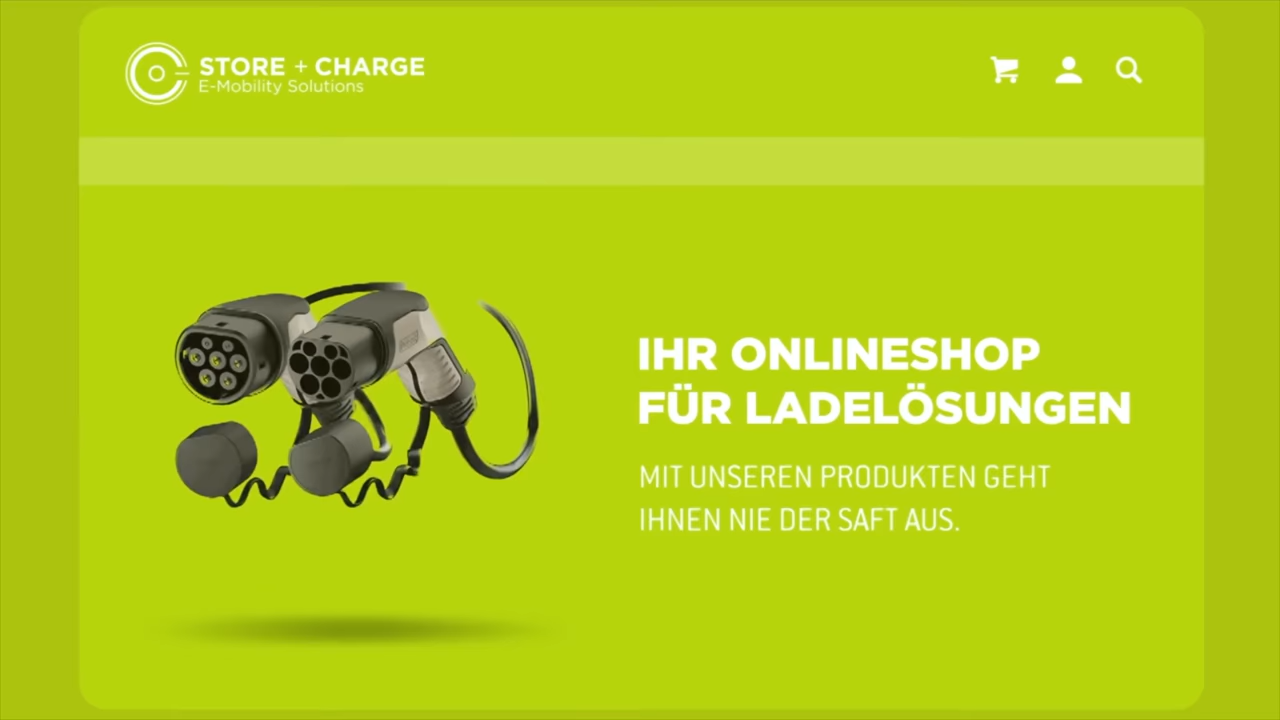 STORE + CHARGE
E-Mobility Solutions
IHR ONLINESHOP
FÜR LADELÖSUNGEN
MIT UNSEREN PRODUKTEN GEHT
IHNEN NIE DER SAFT AUS.